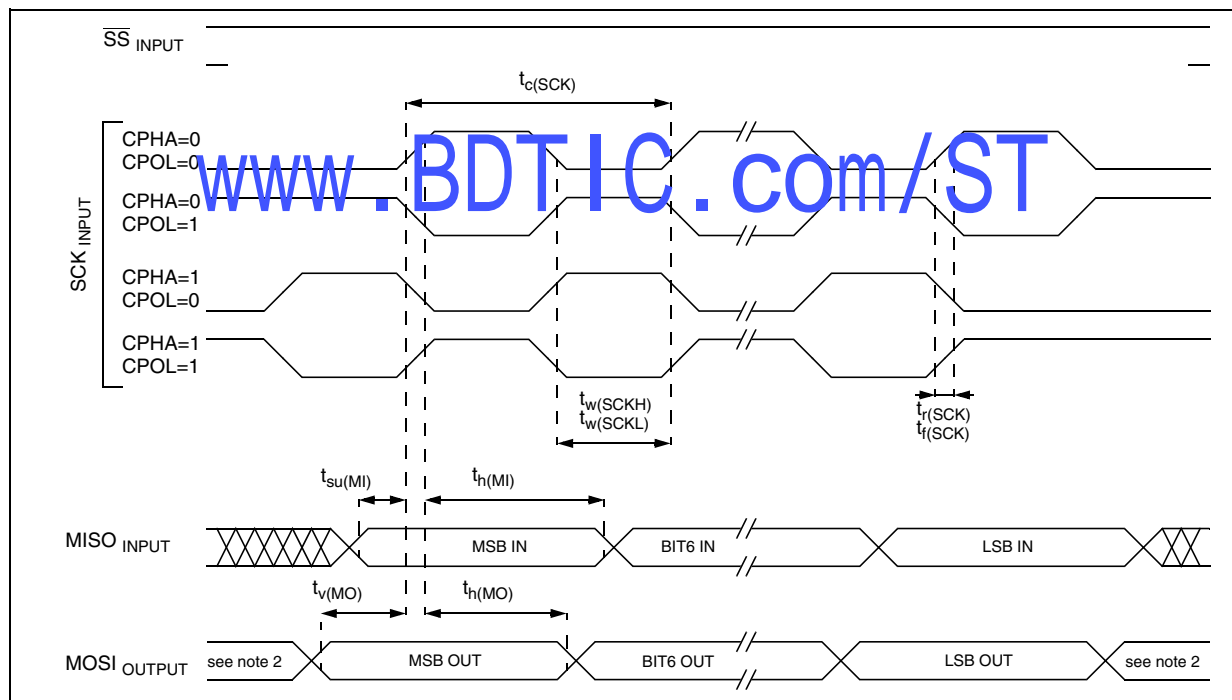 SS INPUT
tc(SCK)
SCK INPUT
CPHA=0
CPOL=0
www.BDTIC.com/ST
CPHA=0
CPOL=1
CPHA=1
CPOL=0
CPHA=1
CPOL=1
tw(SCKH)
tw(SCKL)
tr(SCK)
tf(SCK)
tsu(MI)
th(MI)
MISO INPUT
MSB IN
BIT6 IN
LSB IN
tv(MO)
th(MO)
MOSI OUTPUT
see note 2
MSB OUT
BIT6 OUT
LSB OUT
see note 2